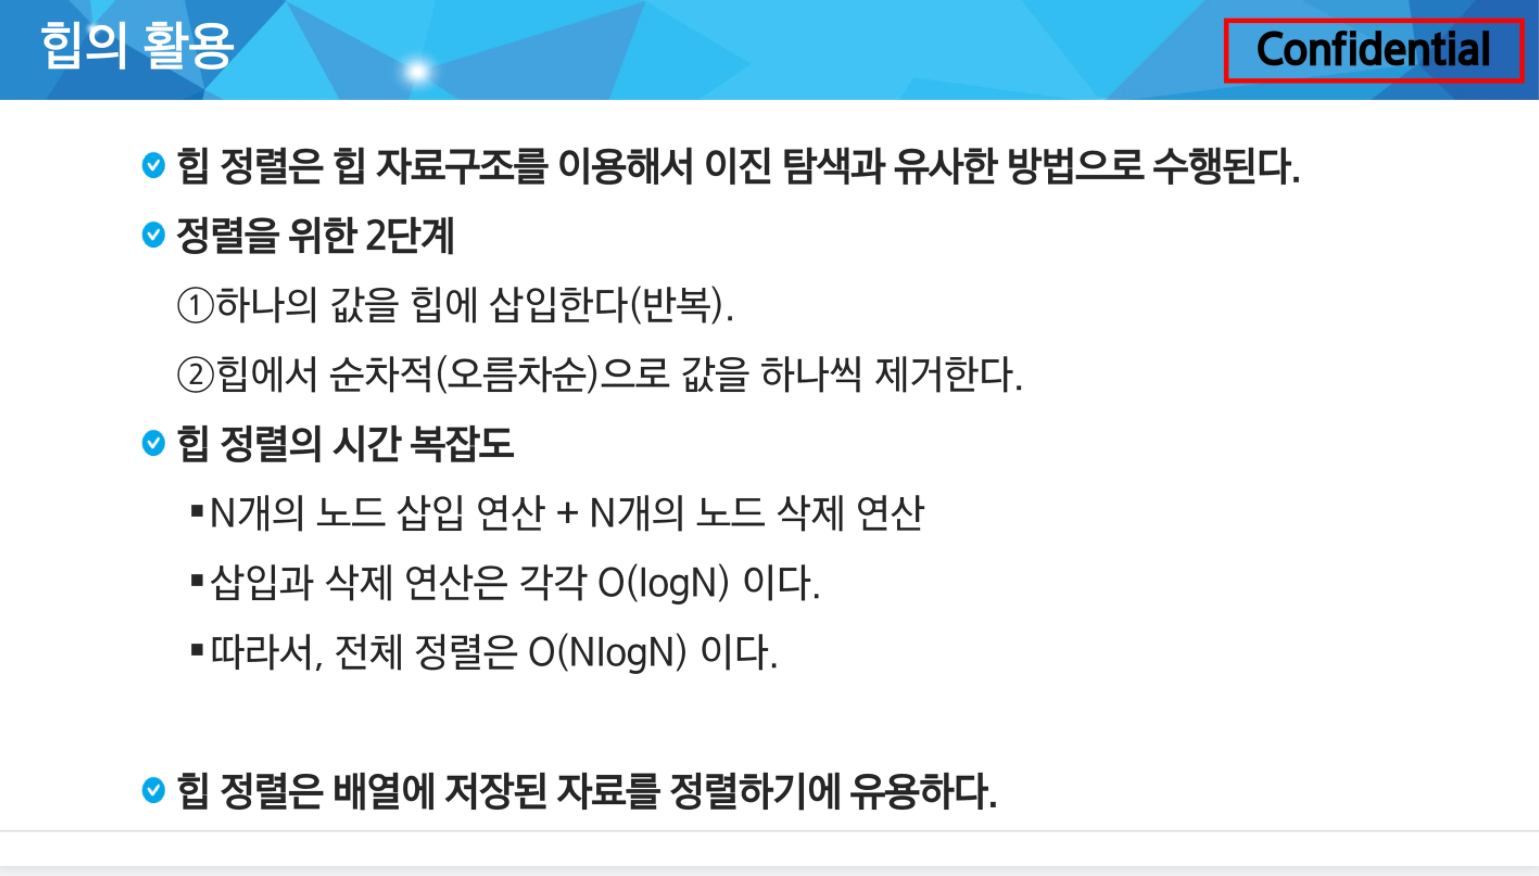 힙의 활용
Confidential
힙 정렬은 힙 자료구조를 이용해서 이진 탐색과 유사한 방법으로 수행된다.
정렬을 위한 2단계
①하나의 값을 힙에 삽입한다(반복).
②힙에서 순차적(오름차순)으로 값을 하나씩 제거한다.
힙 정렬의 시간 복잡도
▪N개의 노드 삽입 연산 + N개의 노드 삭제 연산
▪삽입과 삭제 연산은 각각 O(logN) 이다.
▪따라서, 전체 정렬은 O(NlogN) 이다.
힙 정렬은 배열에 저장된 자료를 정렬하기에 유용하다.